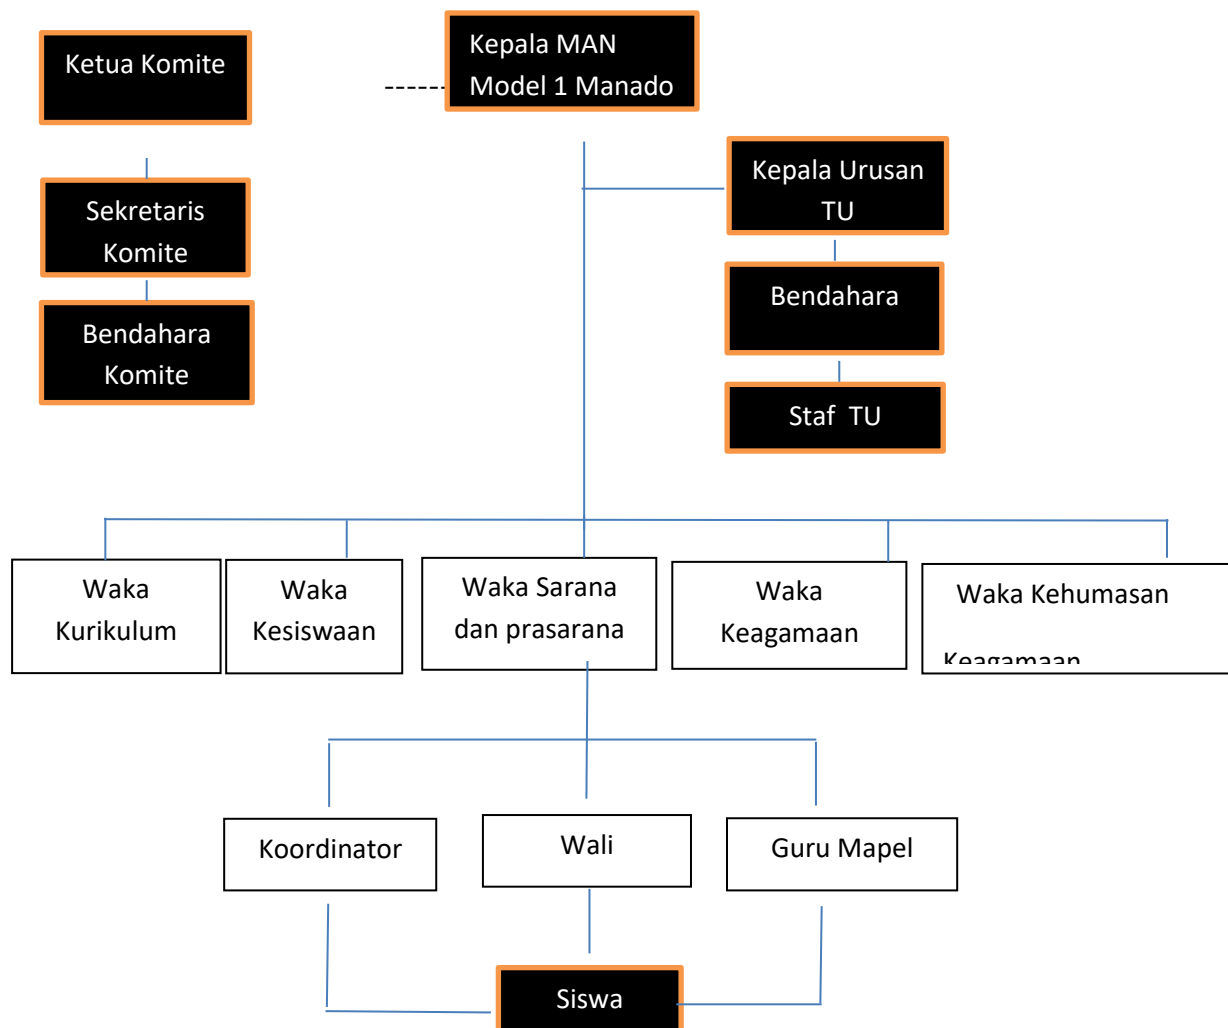 Ketua Komite
Kepala MAN
Model 1 Manado
Kepala Urusan
TU
Sekretaris
Komite
Bendahara
Bendahara
Komite
Staf TU
Waka
Kurikulum
Waka
Kesiswaan
Waka Sarana
dan prasarana
Waka
Keagamaan
Waka Kehumasan
Keagamaan
Koordinator
Wali
Guru Mapel
Siswa